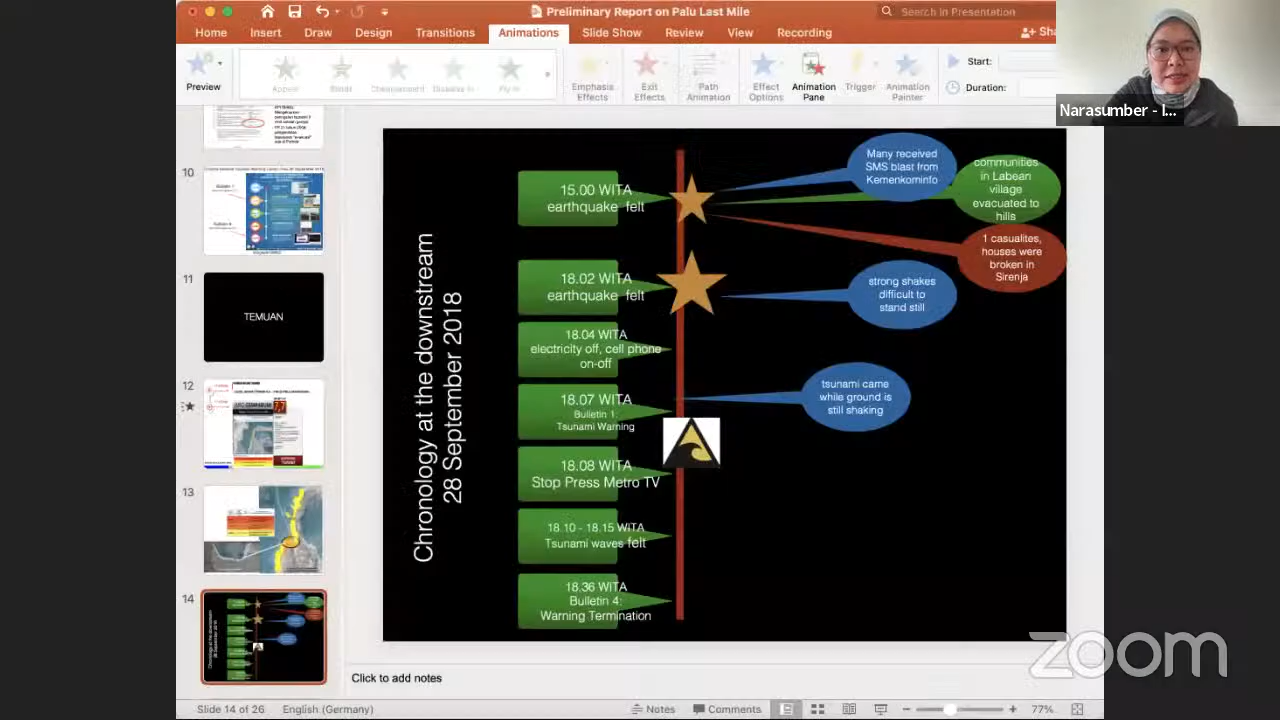 Preliminary Report on Palu Last Mile
Search in Presentation
Home Insert Draw Design Transitions Animations Slide Show Review View Recording
Preview
Appear
Disappear
Fly In
Emphasis
Effects
Exit
Effects
Path
Animation
Effect
Options
Animation
Pane
Trigger
Animation
Painter
Start:
Duration:
Narasumber - I...
10
11
TEMUAN
12
13
14
Chronology at the downstream
28 September 2018
15.00 WITA
earthquake felt
Many received
SMS blast from
Kemenkominfo
communities
in Labean
village
evacuated to
hills
1 casualites,
houses were
broken in
Sirenja
18.02 WITA
earthquake felt
strong shakes
difficult to
stand still
18.04 WITA
electricity off, cell phone
on-off
18.07 WITA
Bulletin 1:
Tsunami Warning
tsunami came
while ground is
still shaking
18.08 WITA
Stop Press Metro TV
18.10 - 18.15 WITA
Tsunami waves felt
18.36 WITA
Bulletin 4:
Warning Termination
zoom
Click to add notes
Slide 14 of 26 English (Germany) Notes Comments 77%